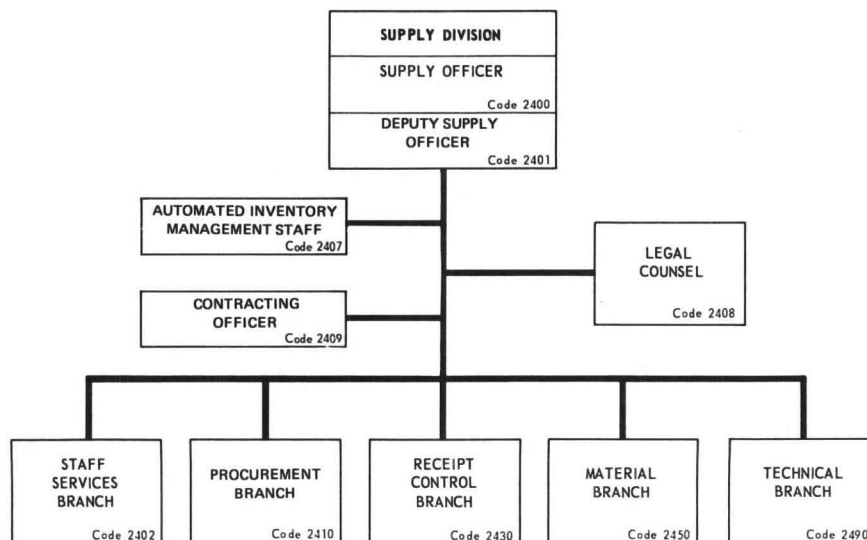 SUPPLY DIVISION
SUPPLY OFFICER
Code 2400
DEPUTY SUPPLY
OFFICER
Code 2401
AUTOMATED INVENTORY
MANAGEMENT STAFF
Code 2407
LEGAL
COUNSEL
Code 2408
CONTRACTING
OFFICER
Code 2409
STAFF
SERVICES
BRANCH
Code 2402
PROCUREMENT
BRANCH
Code 2410
RECEIPT
CONTROL
BRANCH
Code 2430
MATERIAL
BRANCH
Code 2450
TECHNICAL
BRANCH
Code 2490